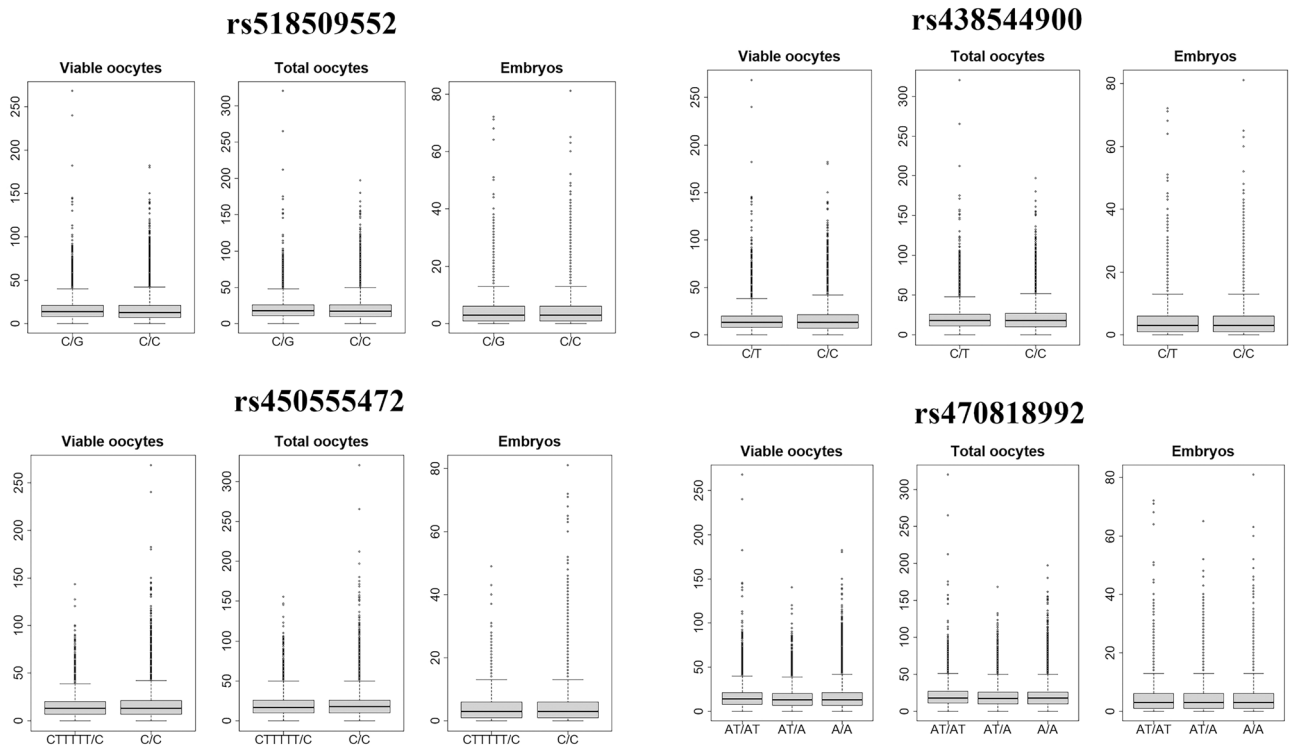 rs518509552
Viable oocytes
Total oocytes
Embryos
0 50 100 150 200 250
0 50 100 150 200 250 300
0 20 40 60 80
C/G C/C
C/G C/C
C/G C/C
rs438544900
Viable oocytes
Total oocytes
Embryos
0 50 100 150 200 250
0 50 100 150 200 250 300
0 20 40 60 80
C/T C/C
C/T C/C
C/T C/C
rs450555472
Viable oocytes
Total oocytes
Embryos
0 50 100 150 200 250
0 50 100 150 200 250 300
0 20 40 60 80
CTTTTT/C C/C
CTTTTT/C C/C
CTTTTT/C C/C
rs470818992
Viable oocytes
Total oocytes
Embryos
0 50 100 150 200 250
0 50 100 150 200 250 300
0 20 40 60 80
AT/AT AT/A A/A
AT/AT AT/A A/A
AT/AT AT/A A/A